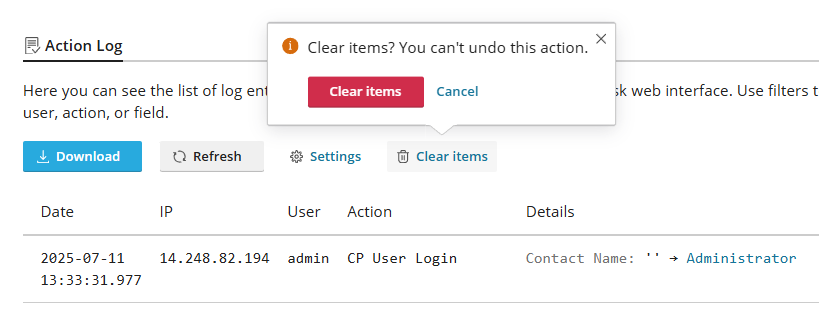 Action Log
Clear items? You can't undo this action.
Clear items Cancel
Here you can see the list of log ent
sk web interface. Use filters t
user, action, or field.
Download Refresh Settings Clear items
Date IP User Action Details
2025-07-11 14.248.82.194 admin CP User Login Contact Name: '' → Administrator
13:33:31.977